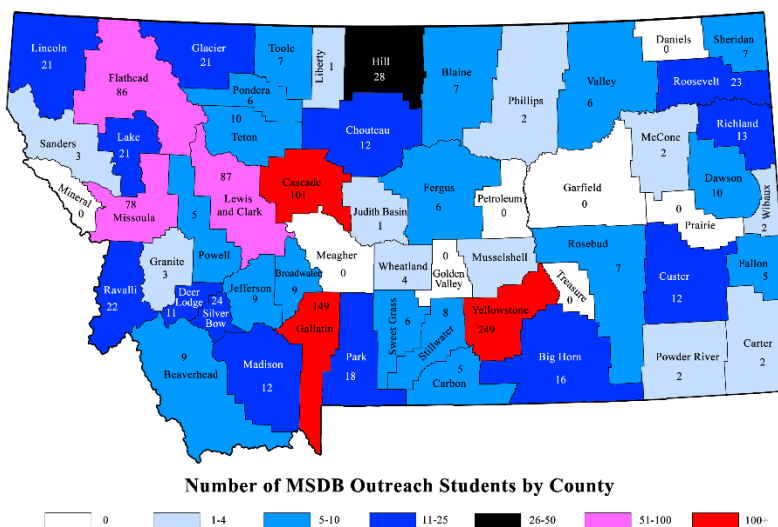 Lincoln
21
Flathead
86
Glacier
21
Toole
7
Liberty
1
Hill
28
Blaine
7
Phillips
2
Valley
6
Daniels
0
Sheridan
7
Roosevelt 23
Pondera
6
10
Teton
Chouteau
12
Sanders
3
Lake
21
Mineral
0
78
Missoula
87
Lewis
and Clark
Cascade
101
Judith Basin
1
Fergus
6
Petroleum
0
Garfield
0
McCone
2
Richland
13
Dawson
10
Wibaux
2
0
Prairie
5
Powell
Granite
3
Meagher
0
Wheatland
4
0
Golden
Valley
Musselshell
Rosebud
7
Treasure
0
Custer
12
Fallon
5
Ravalli
22
Deer
Lodge
11
24
Silver
Bow
Jefferson
9
Broadwater
9
149
Gallatin
Park
18
Sweet Grass
6
8
Stillwater
Yellowstone
249
Big Horn
16
Powder River
2
Carter
2
9
Beaverhead
Madison
12
5
Carbon
Number of MSDB Outreach Students by County
0 1-4 5-10 11-25 26-50 51-100 100+